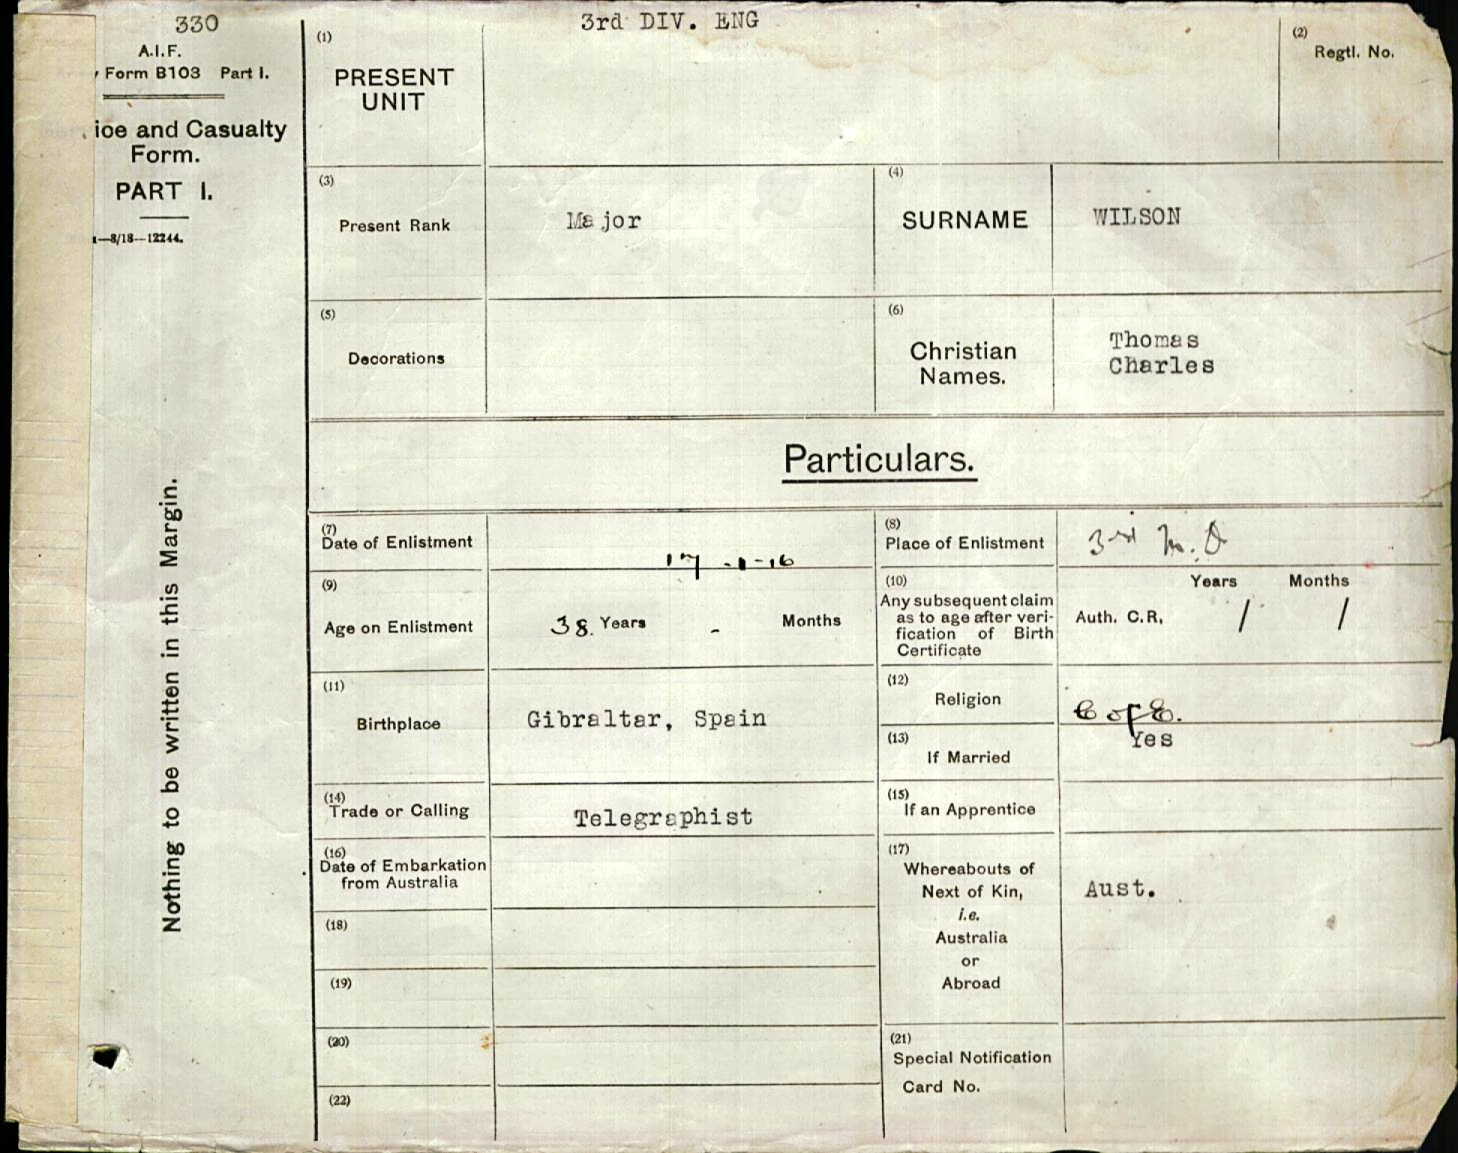 330
A.I.F.
Form B103 Part I.
ice and Casualty
Form.
PART I.
—8/18—12244.
Nothing to be written in this Margin.
3rd DIV. ENG
(1)
PRESENT
UNIT
(2)
Regtl. No.
(3)
Present Rank
Major
(4)
SURNAME
WILSON
(5)
Decorations
(6)
Christian
Names.
Thomas
Charles
Particulars.
(7)
Date of Enlistment
17-1-16
(8)
Place of Enlistment
3rd M.D
(9)
Age on Enlistment
38. Years - Months
(10)
Any subsequent claim
as to age after veri-
fication of Birth
Certificate
Years Months
Auth. C.R, / /
(11)
Birthplace
Gibraltar, Spain
(12)
Religion
C of E.
(13)
If Married
Yes
(14)
Trade or Calling
Telegraphist
(15)
If an Apprentice
(16)
Date of Embarkation
from Australia
(17)
Whereabouts of
Next of Kin,
i.e.
Australia
or
Abroad
Aust.
(18)
(19)
(20)
(21)
Special Notification
Card No.
(22)